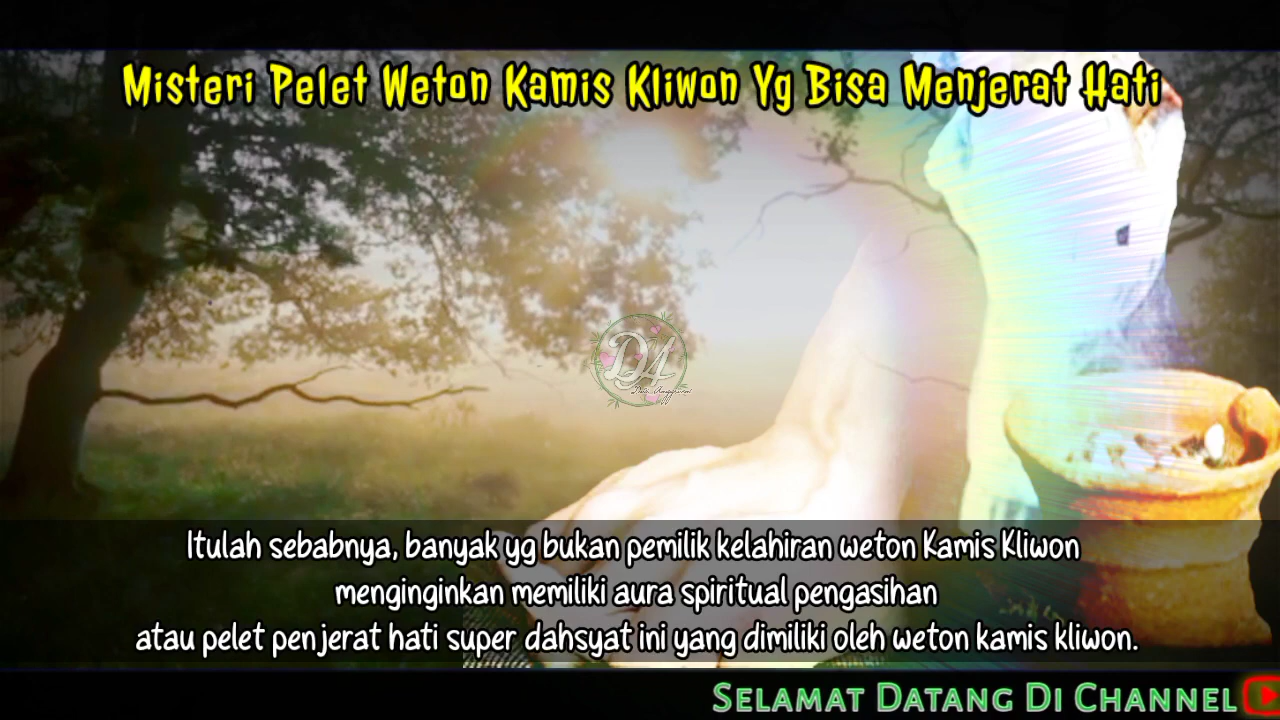 Misteri Pelet Weton Kamis Kliwon Yg Bisa Menjerat Hati
DA
Itulah sebabnya, banyak yg bukan pemilik kelahiran weton Kamis Kliwon
menginginkan memiliki aura spiritual pengasihan
atau pelet penjerat hati super dahsyat ini yang dimiliki oleh weton kamis kliwon.
Selamat Datang Di Channel